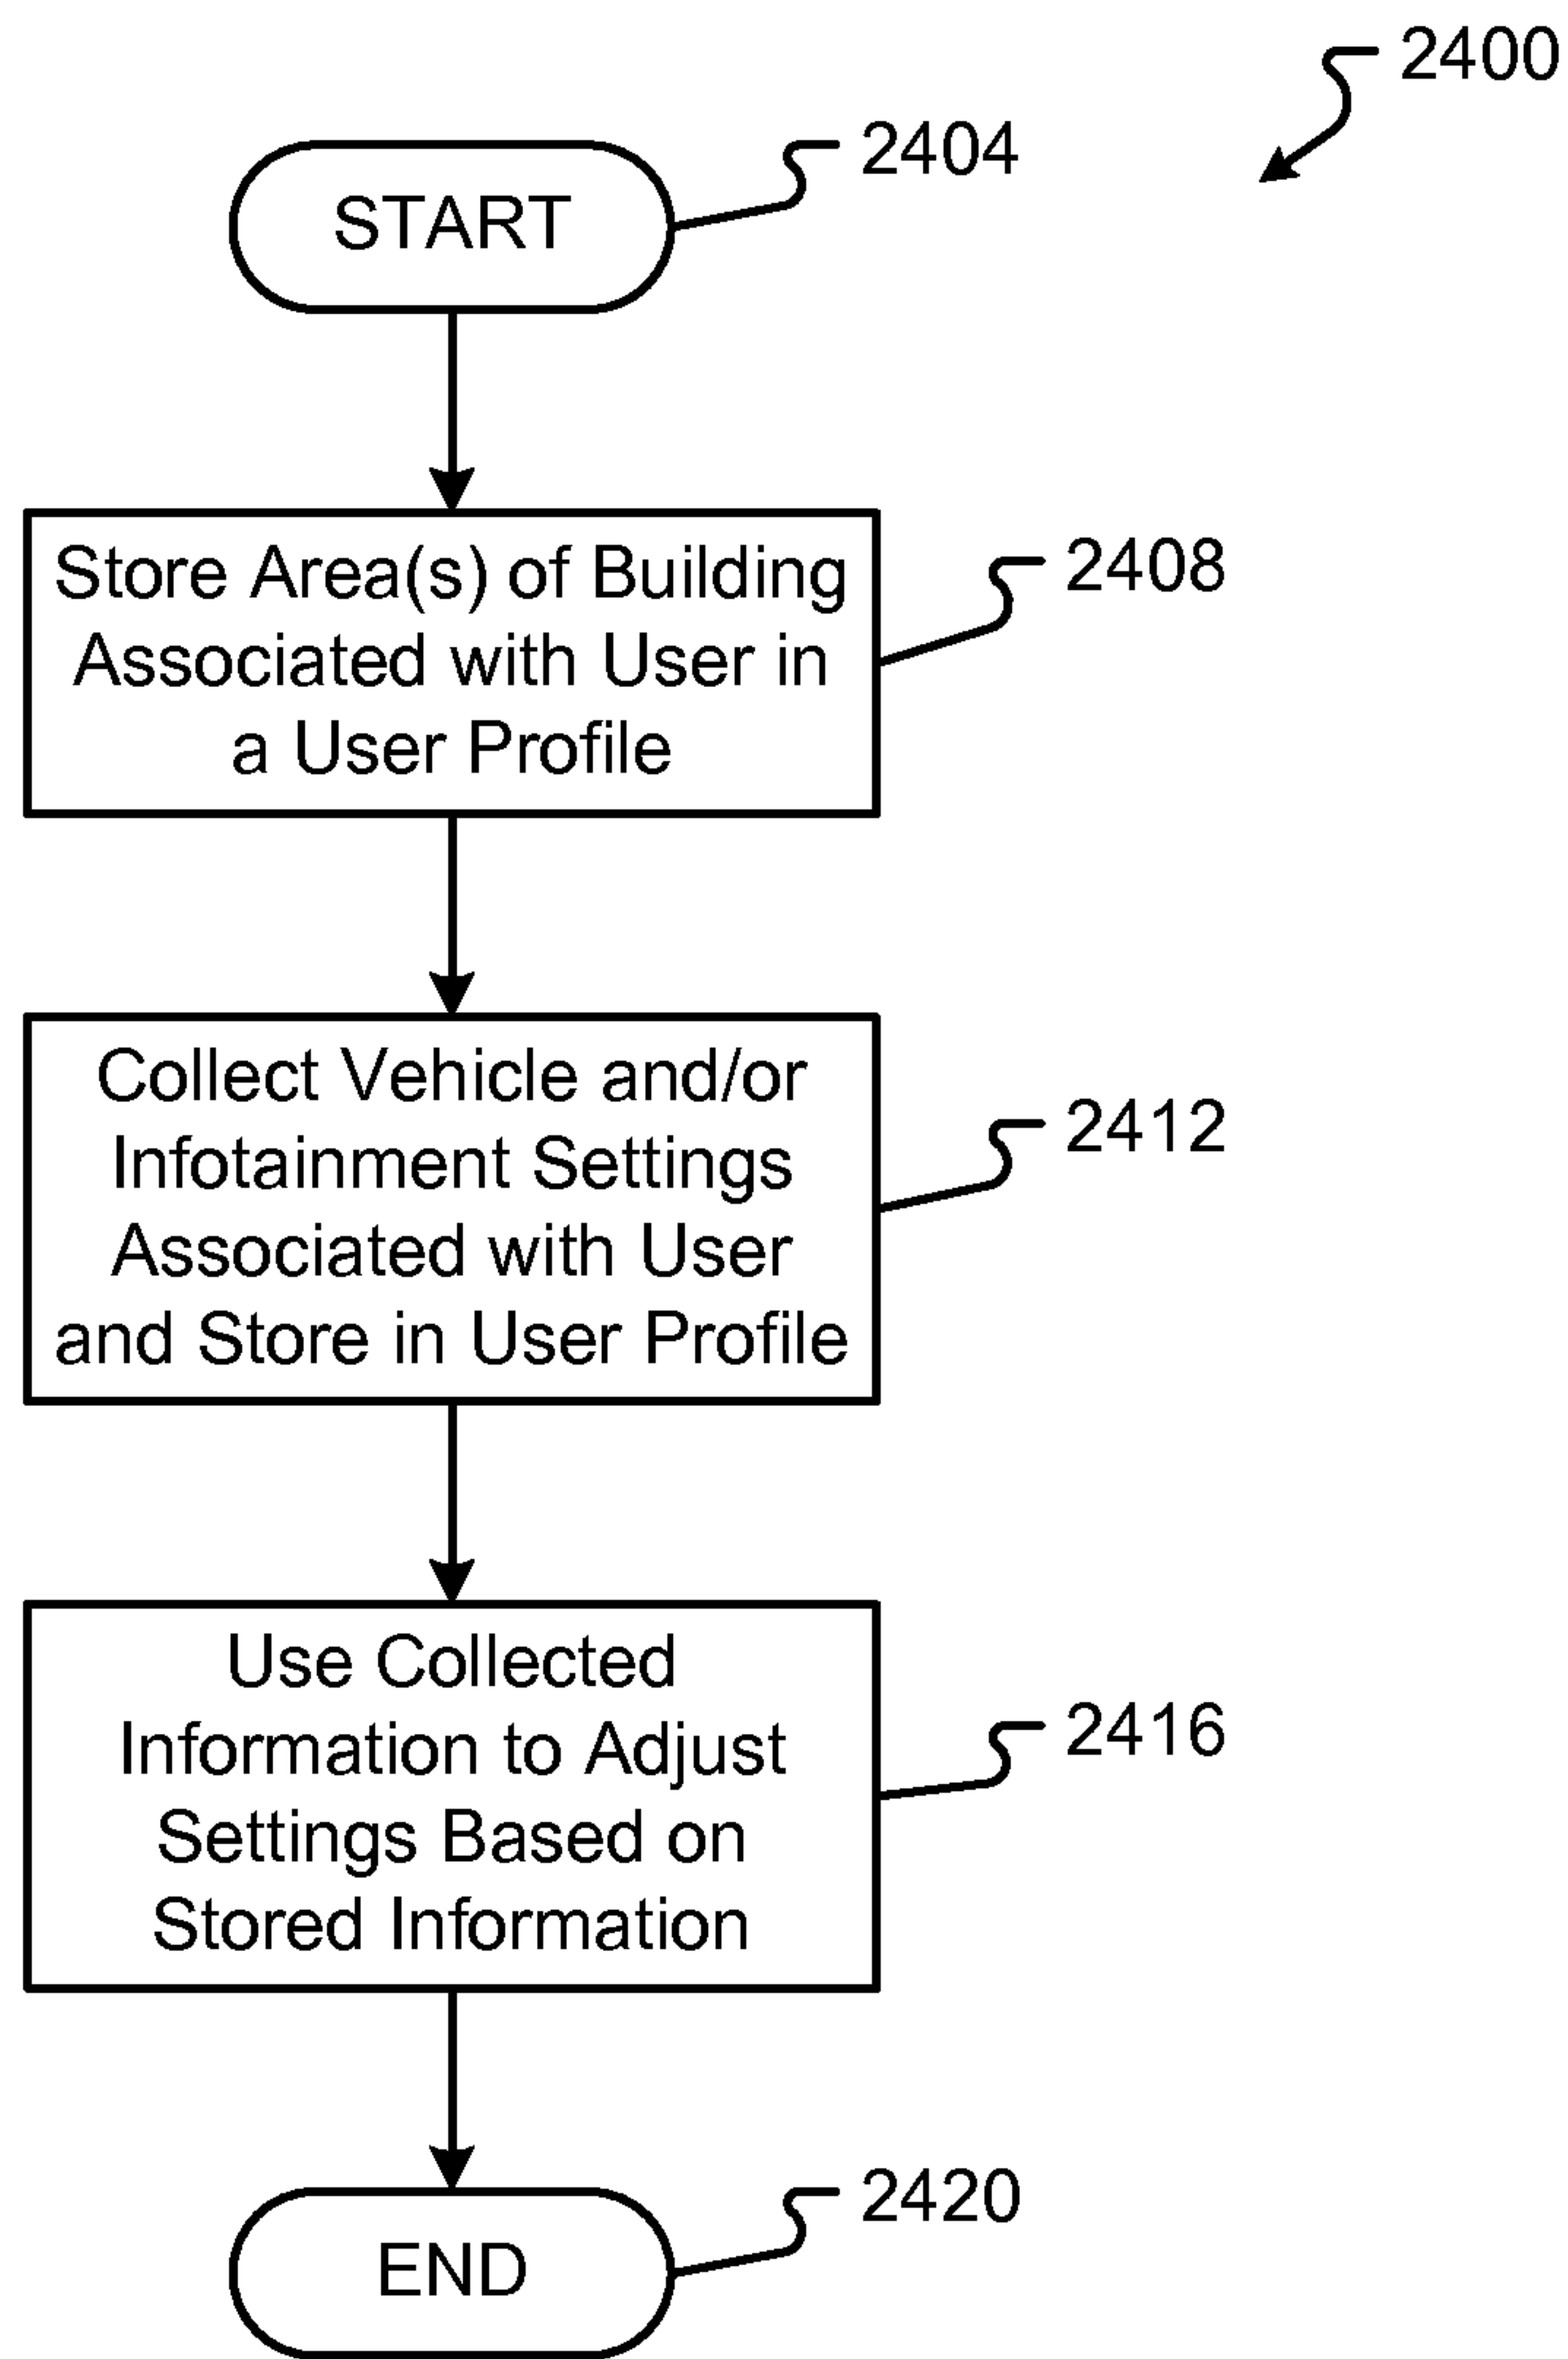 2400
START
2404
Store Area(s) of Building
Associated with User in
a User Profile
2408
Collect Vehicle and/or
Infotainment Settings
Associated with User
and Store in User Profile
2412
Use Collected
Information to Adjust
Settings Based on
Stored Information
2416
END
2420